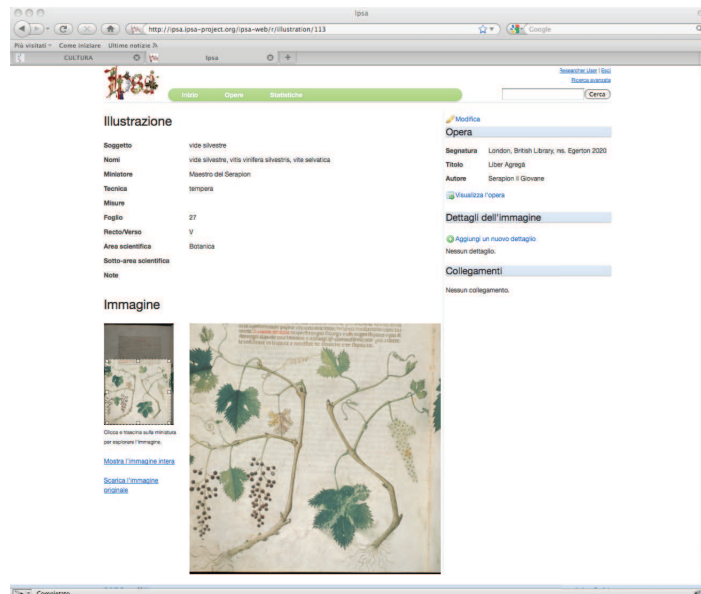 Ipsa
http://ipsa.ipsa-project.org/ipsa-web/r/illustration/113
Google
Più visitati Come iniziare Ultime notizie
CULTURA Ipsa +
Researcher User | Esci
Ricerca avanzata
Ipsa
Inizio Opere Statistiche
Cerca
Illustrazione
Soggetto vide silvestre
Nomi vide silvestre, vitis vinifera silvestris, vite selvatica
Miniatore Maestro del Serapion
Tecnica tempera
Misure
Foglio 27
Recto/Verso V
Area scientifica Botanica
Sotto-area scientifica
Note
Immagine
Clicca e trascina sulla miniatura
per esplorare l'immagine.
Mostra l'immagine intera
Scarica l'immagine
originale
Modifica
Opera
Segnatura London, British Library, ms. Egerton 2020
Titolo Liber Agregà
Autore Serapion il Giovane
Visualizza l'opera
Dettagli dell'immagine
Aggiungi un nuovo dettaglio
Nessun dettaglio.
Collegamenti
Nessun collegamento.
Completato